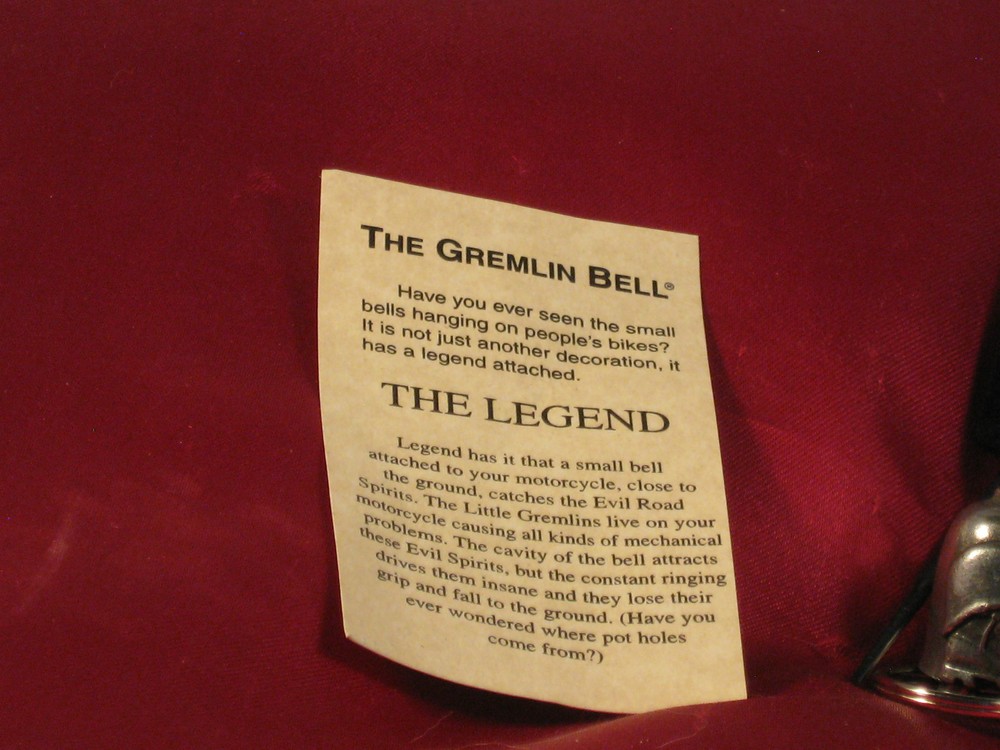 THE GREMLIN BELL®
Have you ever seen the small
bells hanging on people's bikes?
It is not just another decoration, it
has a legend attached.
THE LEGEND
Legend has it that a small bell
attached to your motorcycle, close to
the ground, catches the Evil Road
Spirits. The Little Gremlins live on your
motorcycle causing all kinds of mechanical
problems. The cavity of the bell attracts
these Evil Spirits, but the constant ringing
drives them insane and they lose their
grip and fall to the ground. (Have you
ever wondered where pot holes
come from?)